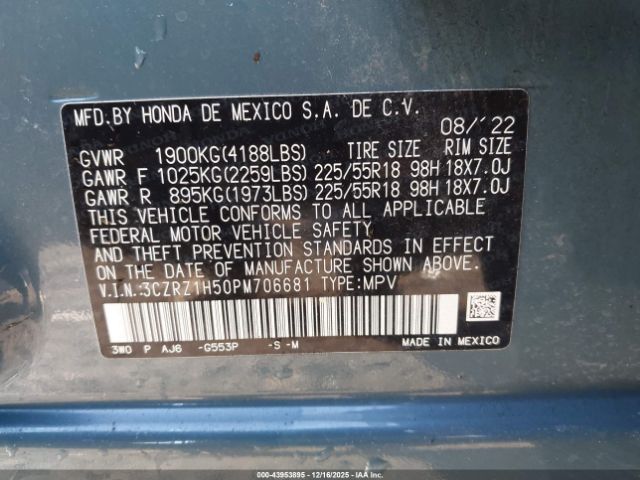 MFD.BY HONDA DE MEXICO S.A. DE C.V.
08/'22
GVWR 1900KG(4188LBS) TIRE SIZE RIM SIZE
GAWR F 1025KG(2259LBS) 225/55R18 98H 18X7.0J
GAWR R 895KG(1973LBS) 225/55R18 98H 18X7.0J
THIS VEHICLE CONFORMS TO ALL APPLICABLE
FEDERAL MOTOR VEHICLE SAFETY
AND THEFT PREVENTION STANDARDS IN EFFECT
ON THE DATE OF MANUFACTURE SHOWN ABOVE.
V.I.N.:3CZRZ1H50PM706681 TYPE:MPV
3W0 P AJ6 -G553P -S-M MADE IN MEXICO
000-43953895 - 12/16/2025 - IAAI.COM